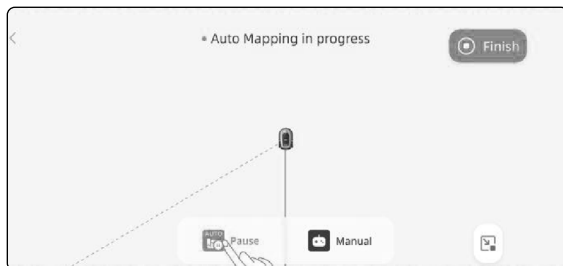 Auto Mapping in progress
Finish
AUTO
Pause
Manual